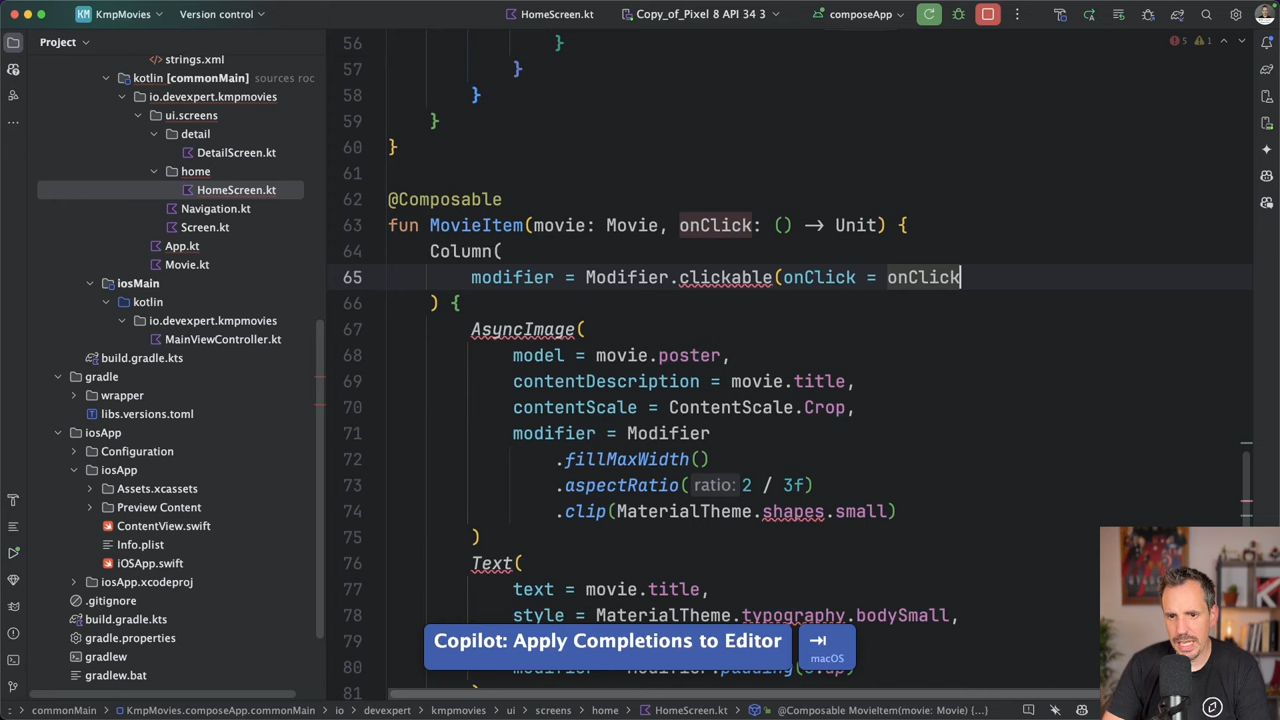 KmpMovies
Version control
HomeScreen.kt
Copy_of_Pixel 8 API 34 3
composeApp
Project
strings.xml
kotlin [commonMain] sources roc
io.devexpert.kmpmovies
ui.screens
detail
DetailScreen.kt
home
HomeScreen.kt
Navigation.kt
Screen.kt
App.kt
Movie.kt
iosMain
kotlin
io.devexpert.kmpmovies
MainViewController.kt
build.gradle.kts
gradle
wrapper
libs.versions.toml
iosApp
Configuration
iosApp
Assets.xcassets
Preview Content
ContentView.swift
Info.plist
iOSApp.swift
iosApp.xcodeproj
.gitignore
build.gradle.kts
gradle.properties
gradlew
gradlew.bat
5 1
56 }
57 }
58 }
59 }
60 }
61
62 @Composable
63 fun MovieItem(movie: Movie, onClick: () -> Unit) {
64 Column(
65 modifier = Modifier.clickable(onClick = onClick
66 ) {
67 AsyncImage(
68 model = movie.poster,
69 contentDescription = movie.title,
70 contentScale = ContentScale.Crop,
71 modifier = Modifier
72 .fillMaxWidth()
73 .aspectRatio( ratio: 2 / 3f)
74 .clip(MaterialTheme.shapes.small)
75 )
76 Text(
77 text = movie.title,
78 style = MaterialTheme.typography.bodySmall,
79
80
81
Copilot: Apply Completions to Editor
macOS
commonMain
KmpMovies.composeApp.commonMain
io
devexpert
kmpmovies
ui
screens
home
HomeScreen.kt
@Composable MovieItem(movie: Movie) {...}